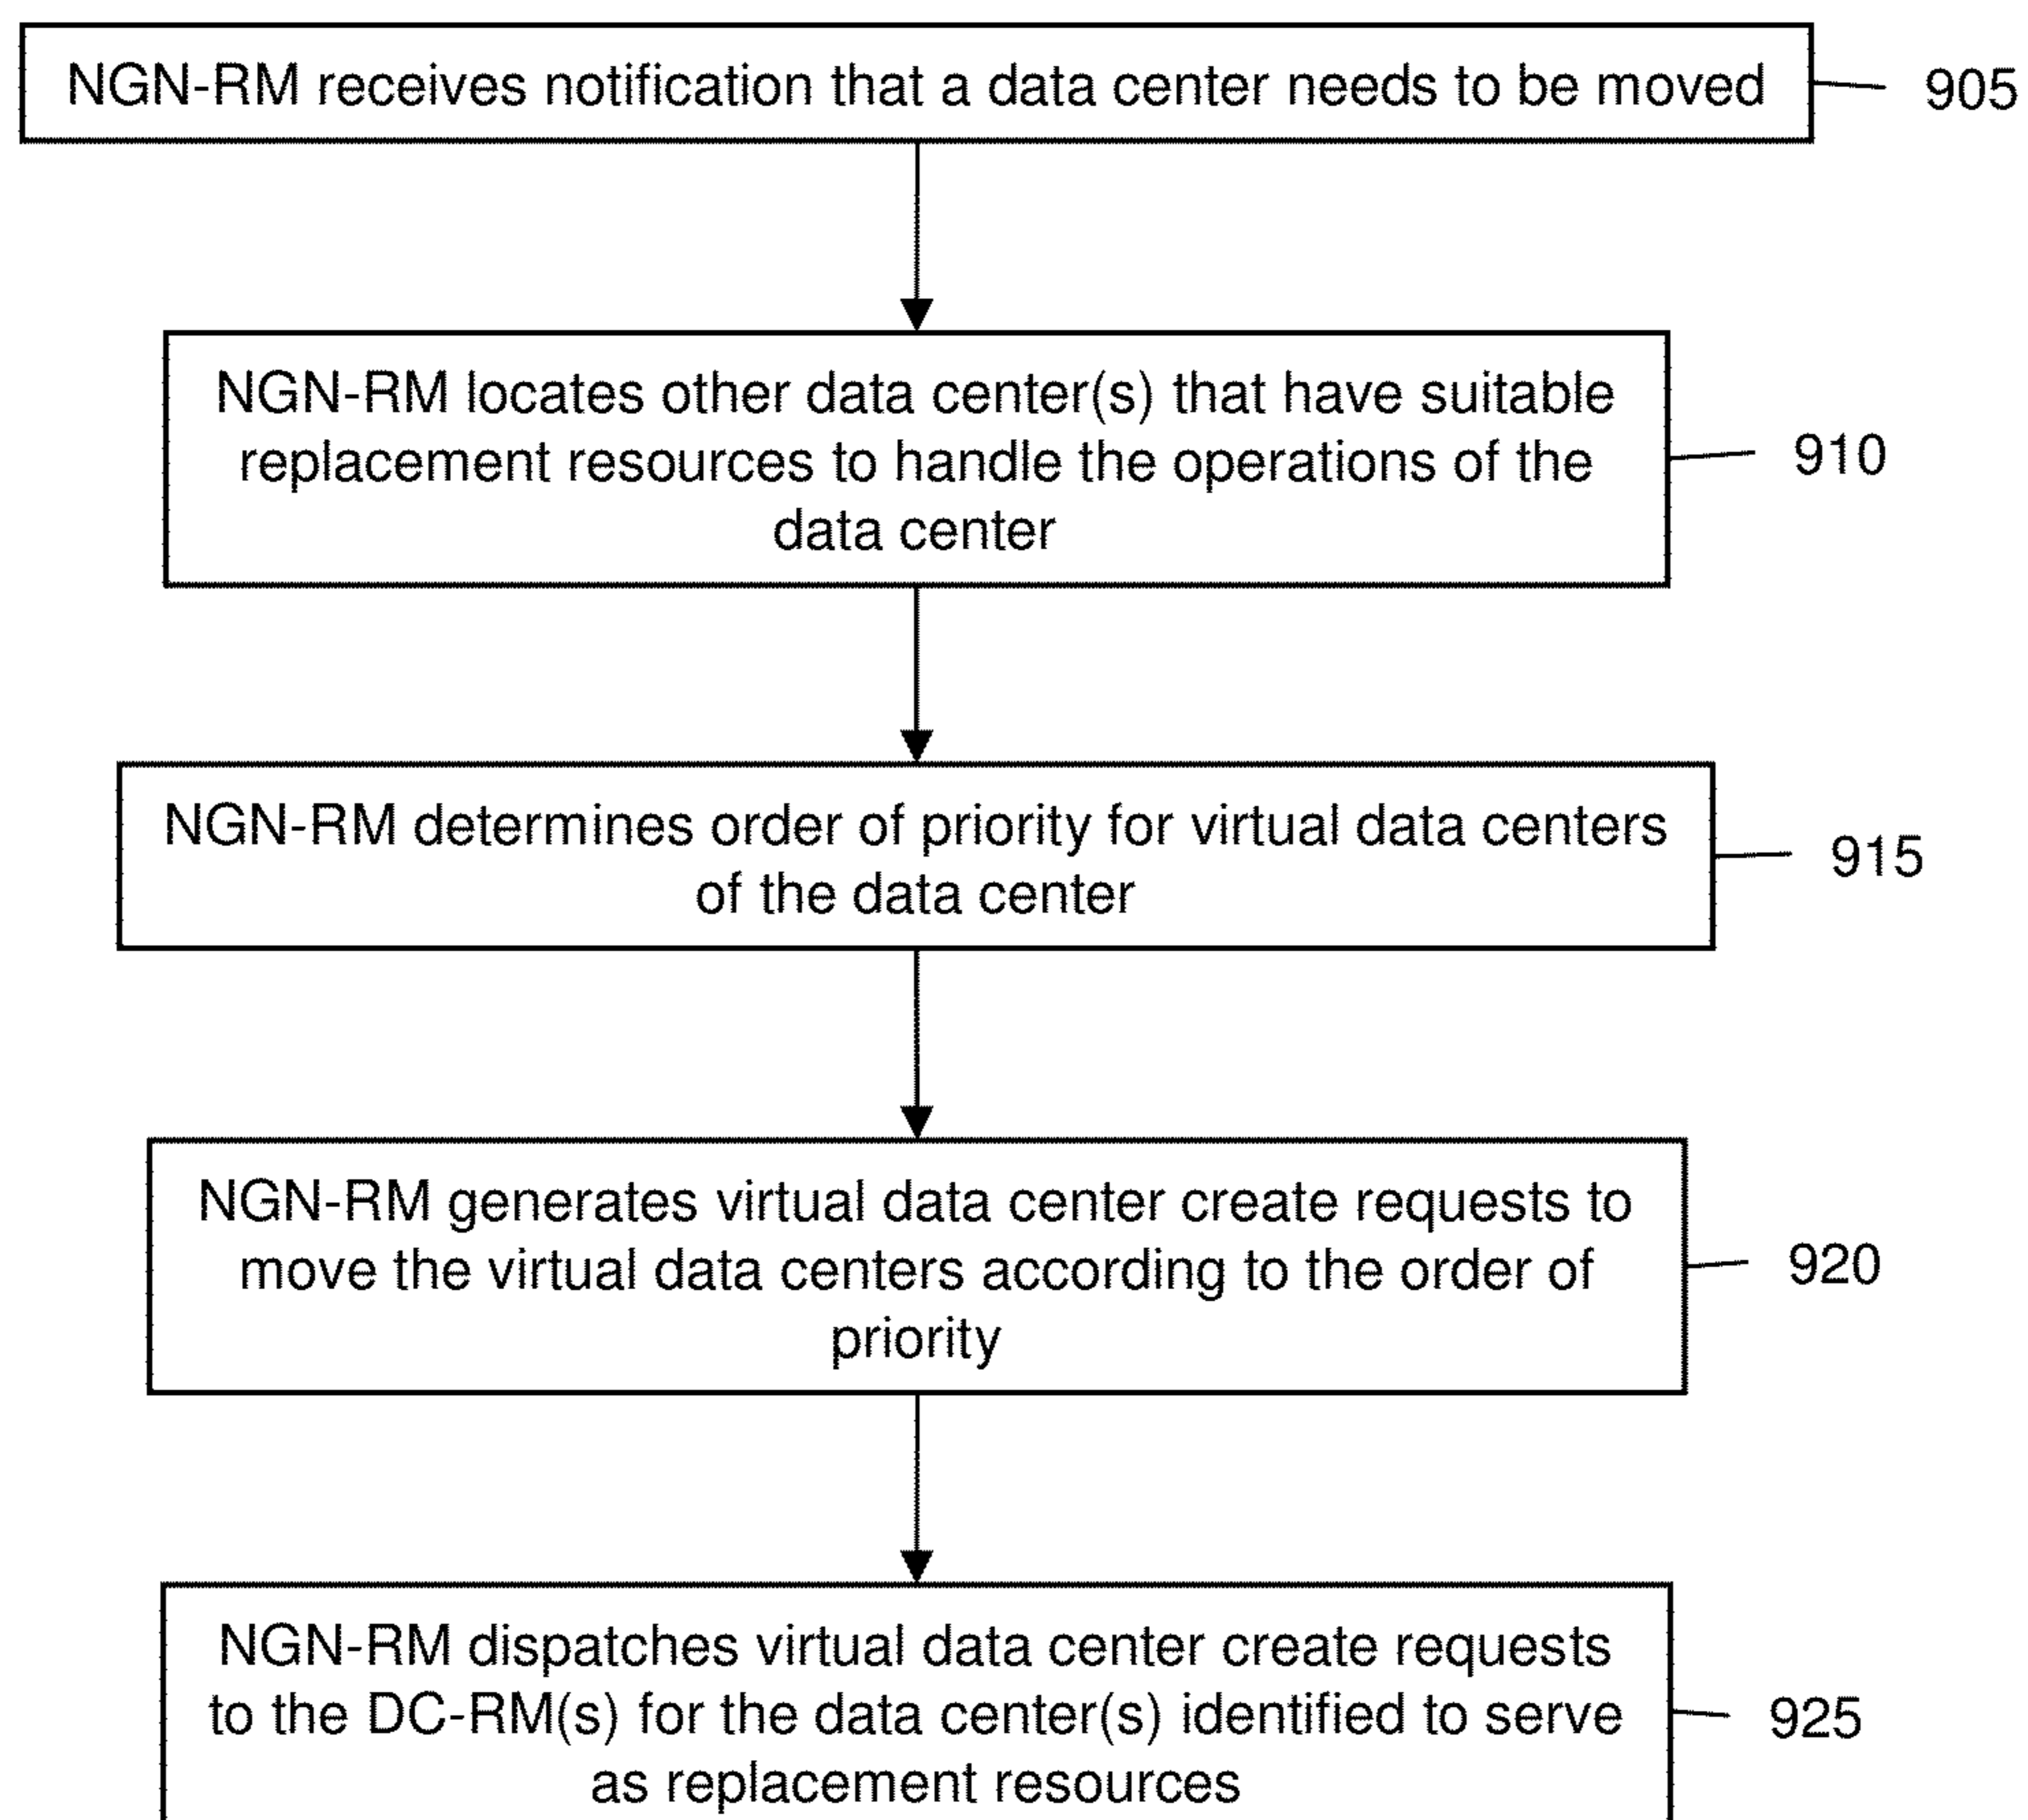 NGN-RM receives notification that a data center needs to be moved
905
NGN-RM locates other data center(s) that have suitable
replacement resources to handle the operations of the
data center
910
NGN-RM determines order of priority for virtual data centers
of the data center
915
NGN-RM generates virtual data center create requests to
move the virtual data centers according to the order of
priority
920
NGN-RM dispatches virtual data center create requests
to the DC-RM(s) for the data center(s) identified to serve
as replacement resources
925